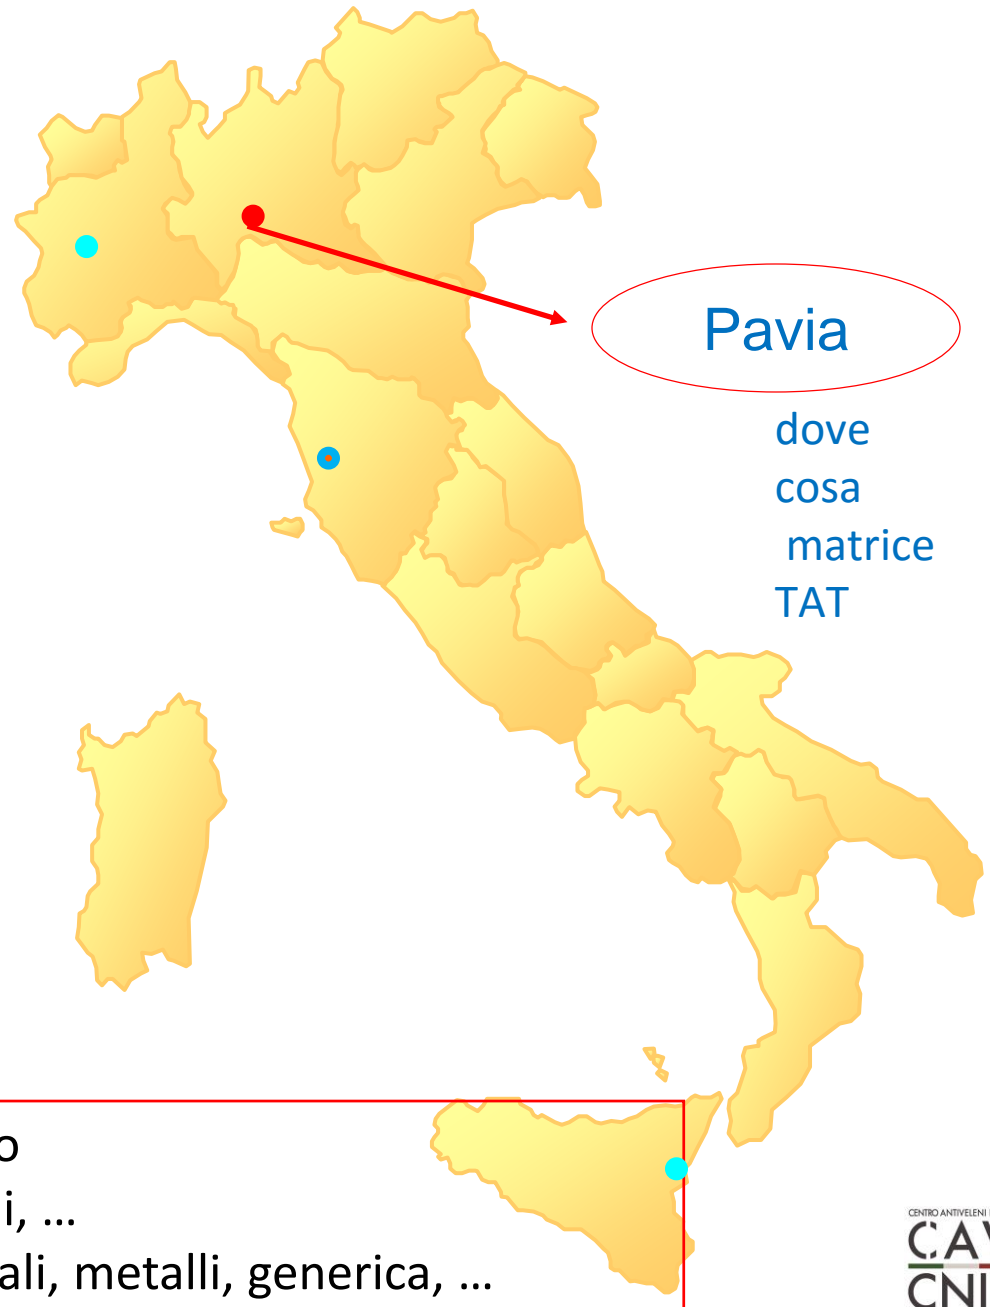 Pavia
dove
cosa
matrice
TAT
o
i, ...
ali, metalli, generica, ...
CENTRO ANTIVELENI
CAV
CNI